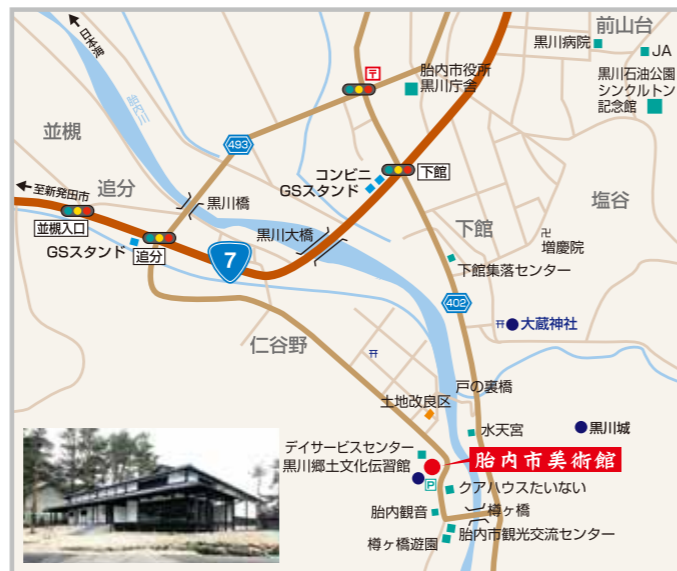 前山台
黒川病院
JA
黒川石油公園
シンクルトン
記念館
日本海
胎内川
〒
胎内市役所
黒川庁舎
並槻
493
追分
至新発田市
コンビニ
GSスタンド
下館
塩谷
黒川橋
並槻入口
GSスタンド
追分
7
黒川大橋
下館
卍
増慶院
下館集落センター
402
大蔵神社
仁谷野
戸の裏橋
土地改良区
水天宮
黒川城
デイサービスセンター
黒川郷土文化伝習館
胎内市美術館
P
クアハウスたいない
胎内観音
樽ヶ橋
樽ヶ橋遊園
胎内市観光交流センター